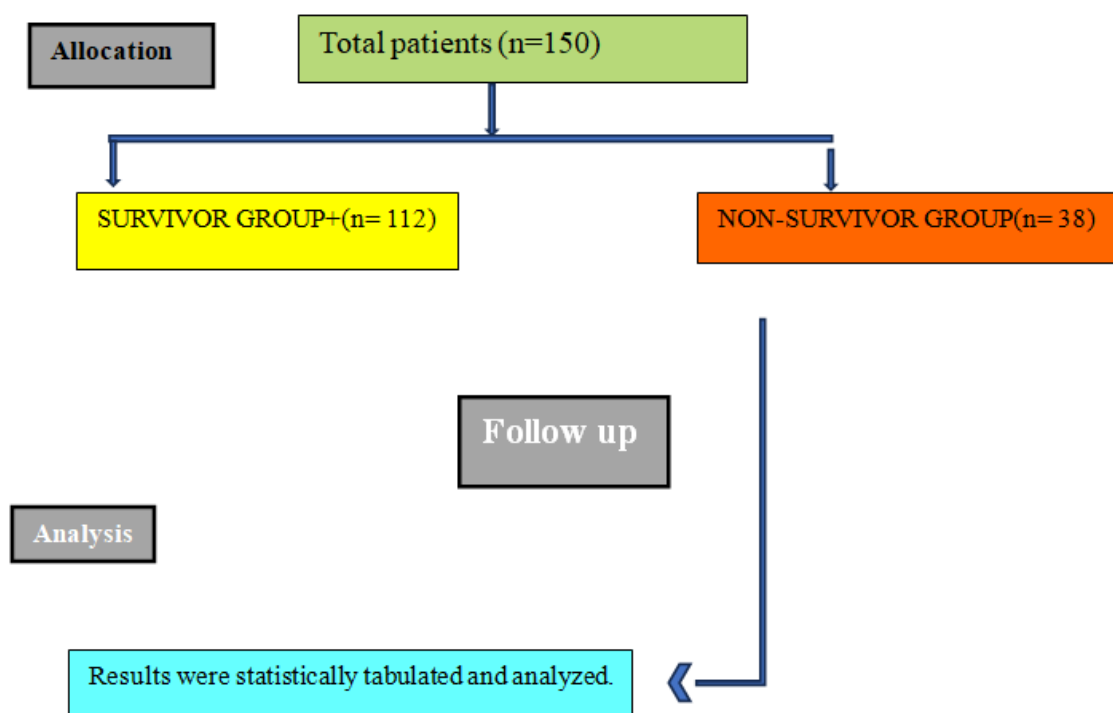 Allocation
Total patients (n=150)
SURVIVOR GROUP+(n= 112)
NON-SURVIVOR GROUP(n= 38)
Follow up
Analysis
Results were statistically tabulated and analyzed.